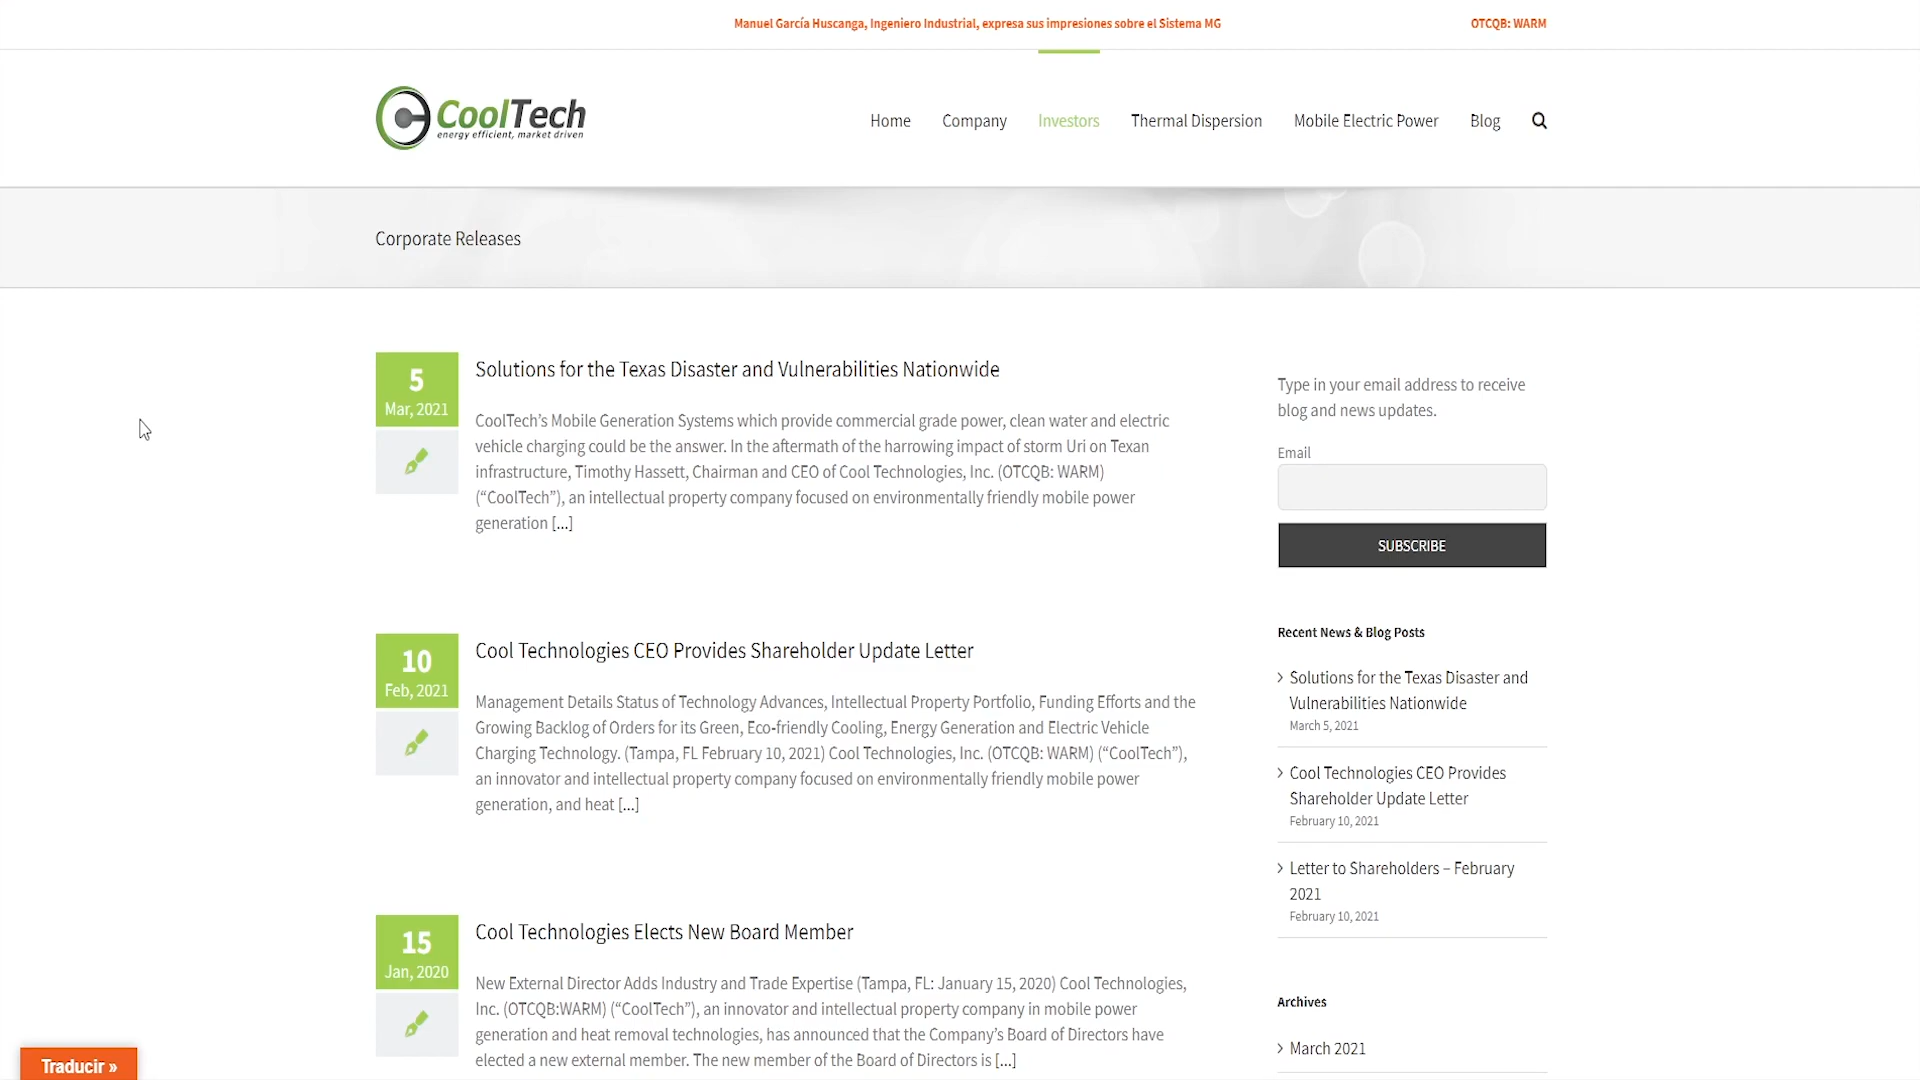 Manuel García Huscanga, Ingeniero Industrial, expresa sus impresiones sobre el Sistema MG
OTCQB: WARM
CoolTech
energy efficient, market driven
Home
Company
Investors
Thermal Dispersion
Mobile Electric Power
Blog
Corporate Releases
5
Mar, 2021
Solutions for the Texas Disaster and Vulnerabilities Nationwide
CoolTech’s Mobile Generation Systems which provide commercial grade power, clean water and electric
vehicle charging could be the answer. In the aftermath of the harrowing impact of storm Uri on Texan
infrastructure, Timothy Hassett, Chairman and CEO of Cool Technologies, Inc. (OTCQB: WARM)
(“CoolTech”), an intellectual property company focused on environmentally friendly mobile power
generation [...]
10
Feb, 2021
Cool Technologies CEO Provides Shareholder Update Letter
Management Details Status of Technology Advances, Intellectual Property Portfolio, Funding Efforts and the
Growing Backlog of Orders for its Green, Eco-friendly Cooling, Energy Generation and Electric Vehicle
Charging Technology. (Tampa, FL February 10, 2021) Cool Technologies, Inc. (OTCQB: WARM) (“CoolTech”),
an innovator and intellectual property company focused on environmentally friendly mobile power
generation, and heat [...]
15
Jan, 2020
Cool Technologies Elects New Board Member
New External Director Adds Industry and Trade Expertise (Tampa, FL: January 15, 2020) Cool Technologies,
Inc. (OTCQB:WARM) (“CoolTech”), an innovator and intellectual property company in mobile power
generation and heat removal technologies, has announced that the Company’s Board of Directors have
elected a new external member. The new member of the Board of Directors is [...]
Type in your email address to receive
blog and news updates.
Email
SUBSCRIBE
Recent News & Blog Posts
Solutions for the Texas Disaster and
Vulnerabilities Nationwide
March 5, 2021
Cool Technologies CEO Provides
Shareholder Update Letter
February 10, 2021
Letter to Shareholders – February
2021
February 10, 2021
Archives
March 2021
Traducir »